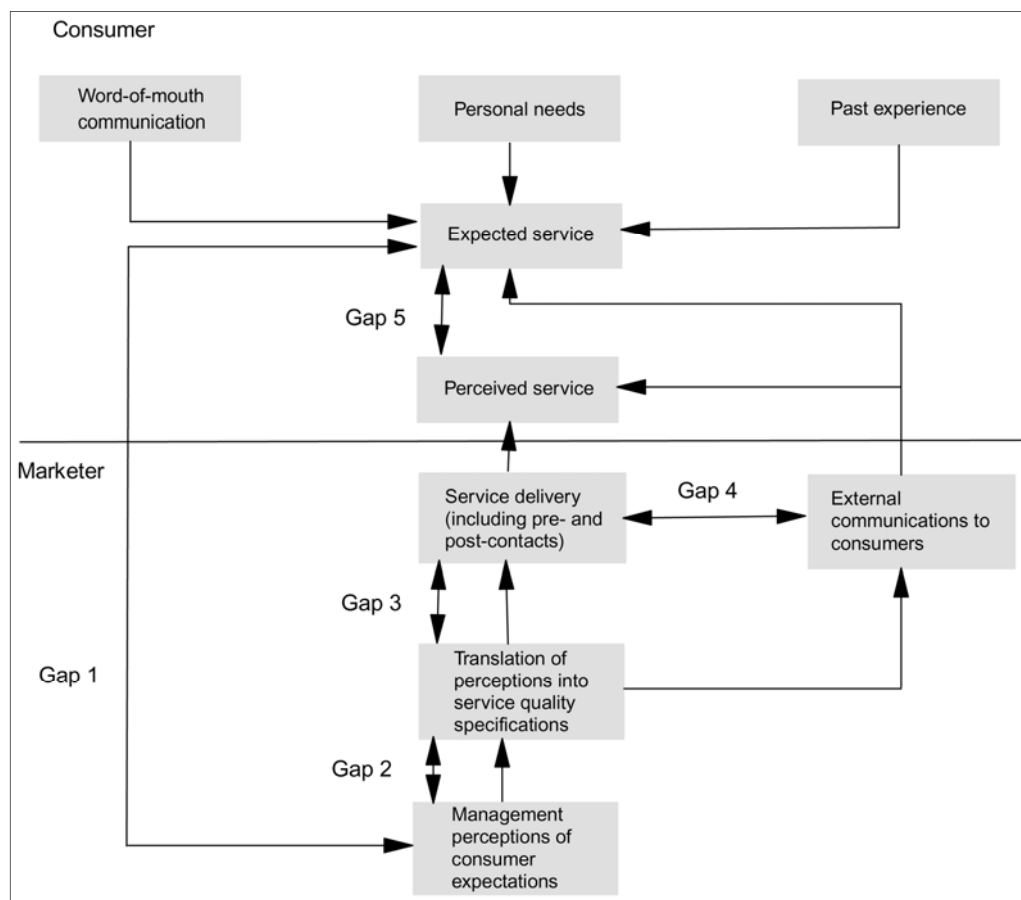 Consumer
Word-of-mouth
communication
Personal needs
Past experience
Expected service
Gap 5
Perceived service
Marketer
Service delivery
(including pre- and
post-contacts)
Gap 4
External
communications to
consumers
Gap 3
Gap 1
Translation of
perceptions into
service quality
specifications
Gap 2
Management
perceptions of
consumer
expectations